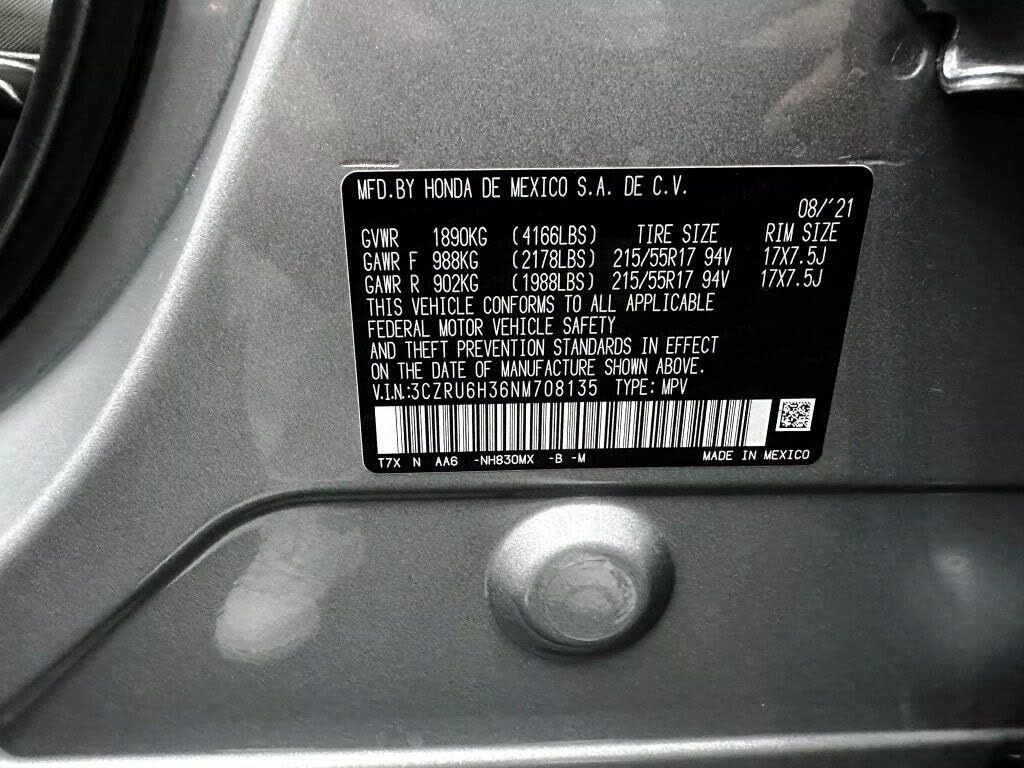 MFD.BY HONDA DE MEXICO S.A. DE C.V.
08/'21
GVWR 1890KG (4166LBS) TIRE SIZE RIM SIZE
GAWR F 988KG (2178LBS) 215/55R17 94V 17X7.5J
GAWR R 902KG (1988LBS) 215/55R17 94V 17X7.5J
THIS VEHICLE CONFORMS TO ALL APPLICABLE
FEDERAL MOTOR VEHICLE SAFETY
AND THEFT PREVENTION STANDARDS IN EFFECT
ON THE DATE OF MANUFACTURE SHOWN ABOVE.
V.I.N.:3CZRU6H36NM708135 TYPE: MPV
T7X N AA6 -NH830MX -B -M MADE IN MEXICO